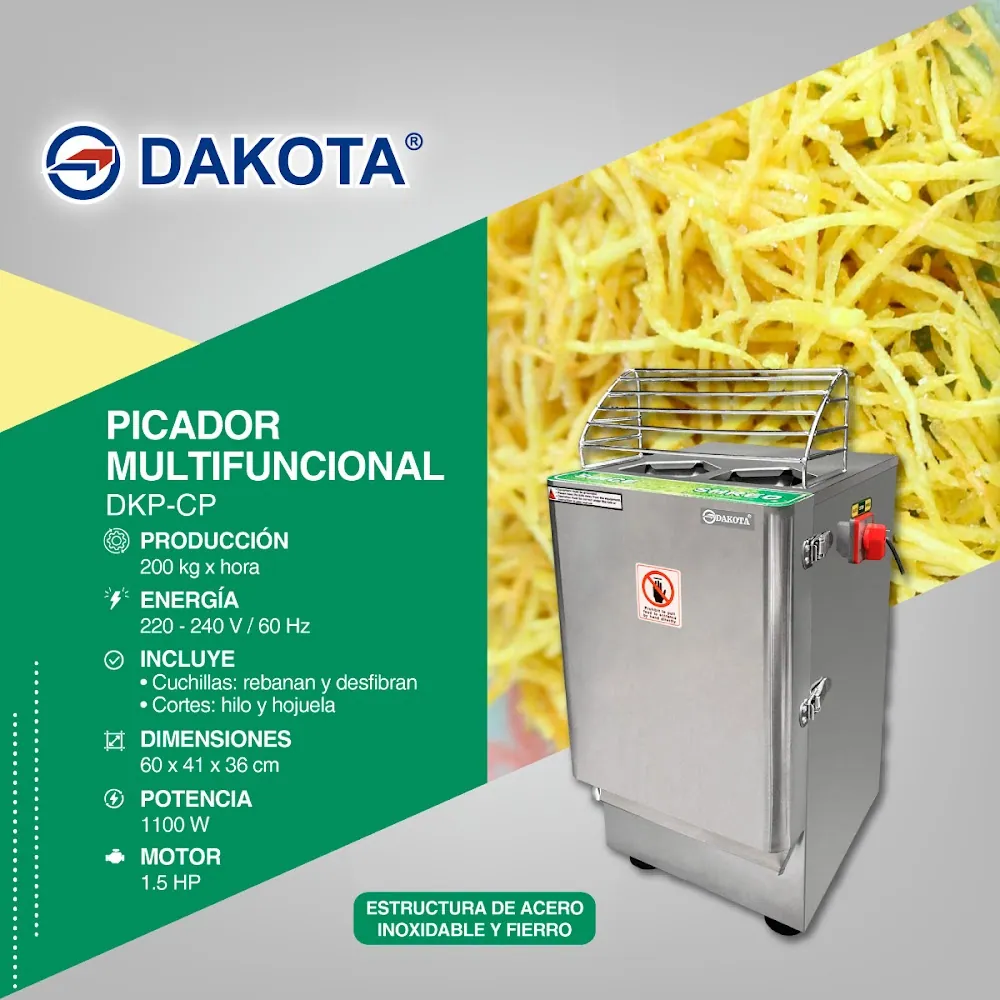 DAKOTA®
PICADOR
MULTIFUNCIONAL
DKP-CP
PRODUCCIÓN
200 kg x hora
ENERGÍA
220 - 240 V / 60 Hz
INCLUYE
• Cuchillas: rebanan y desfibran
• Cortes: hilo y hojuela
DIMENSIONES
60 x 41 x 36 cm
POTENCIA
1100 W
MOTOR
1.5 HP
ESTRUCTURA DE ACERO
INOXIDABLE Y FIERRO
DAKOTA